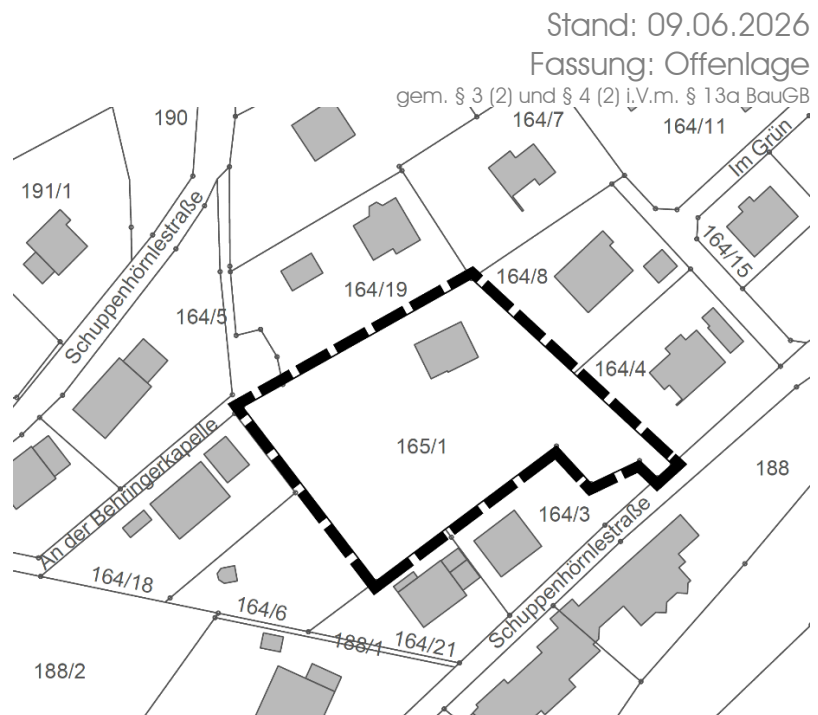 Stand: 09.06.2026
Fassung: Offenlage
gem. § 3 (2) und § 4 (2) i.V.m. § 13a BauGB
190
164/7
164/11
Im Grün
191/1
Schuppenhörnlestraße
164/15
164/19
164/8
164/5
164/4
165/1
188
An der Behringerkapelle
164/3
Schuppenhörnlestraße
164/18
164/6
188/1
164/21
188/2